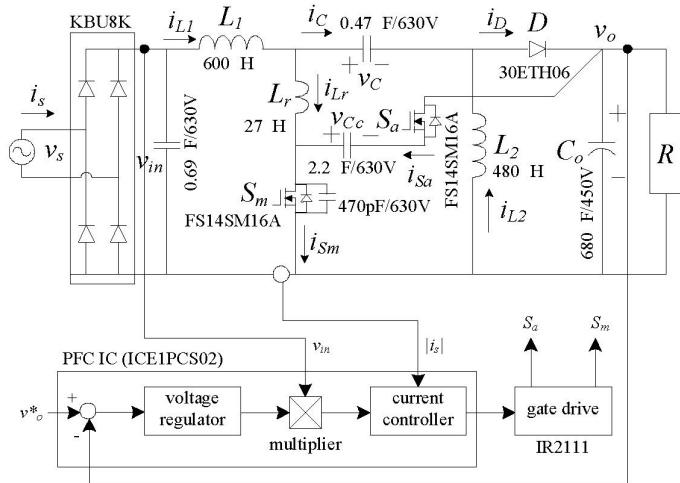 KBU8K
i_L1
L_1
i_C
0.47 F/630V
i_D
D
v_o
600 H
v_C
30ETH06
i_s
L_r
i_Lr
v_Cc
S_a
FS14SM16A
v_s
v_in
0.69 F/630V
27 H
L_2
C_o
R
480 H
2.2 F/630V
i_Sa
S_m
470pF/630V
FS14SM16A
i_L2
680 F/450V
i_Sm
S_a
S_m
v_in
|i_s|
PFC IC (ICE1PCS02)
v*_o
+
-
voltage
regulator
multiplier
current
controller
gate drive
IR2111